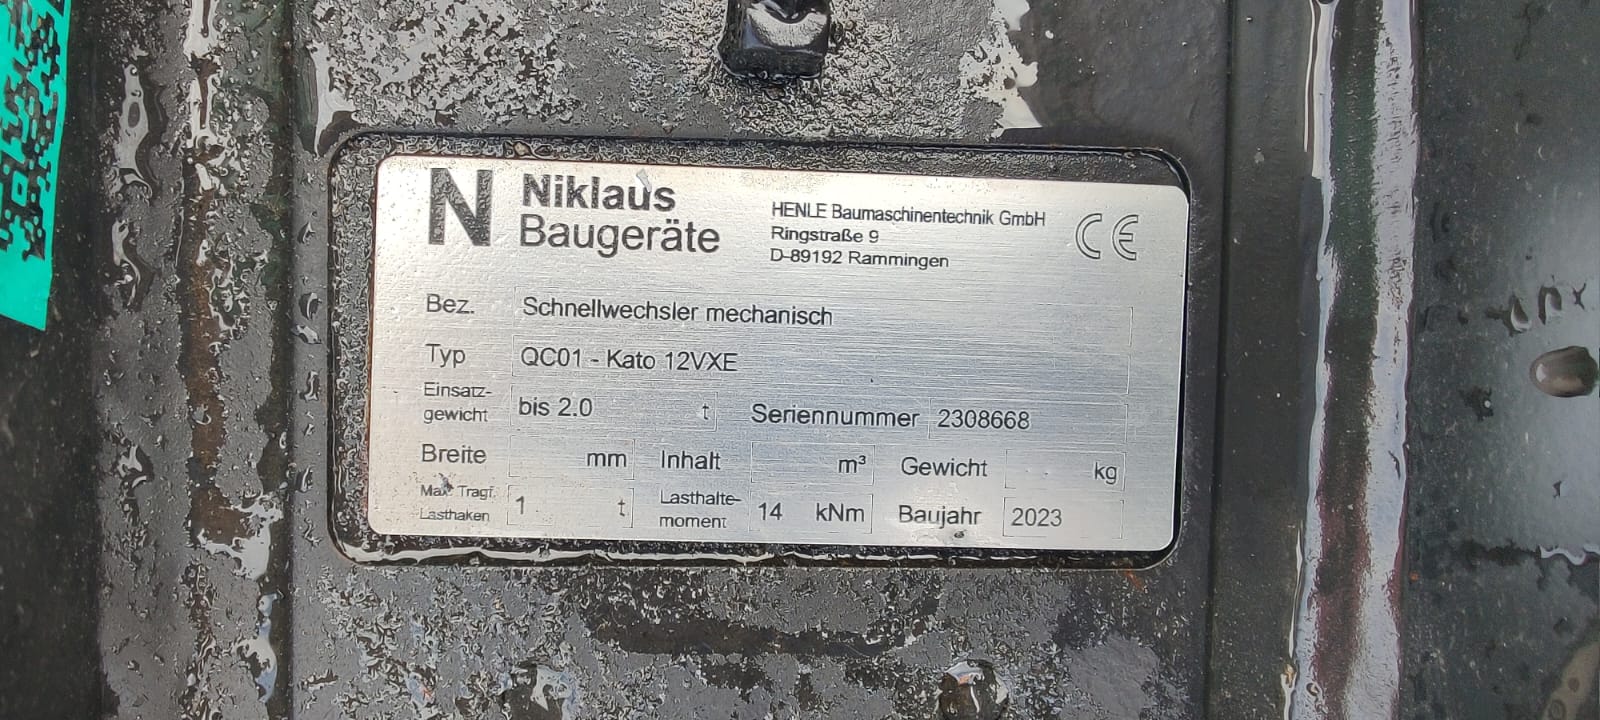 N Niklaus
Baugeräte
HENLE Baumaschinentechnik GmbH
Ringstraße 9
D-89192 Rammingen
CE
Bez. Schnellwechsler mechanisch
Typ QC01 - Kato 12VXE
Einsatz-
gewicht bis 2.0 t Seriennummer 2308668
Breite mm Inhalt m³ Gewicht kg
Max. Tragf.
Lasthaken 1 t
Lasthalte-
moment 14 kNm Baujahr 2023